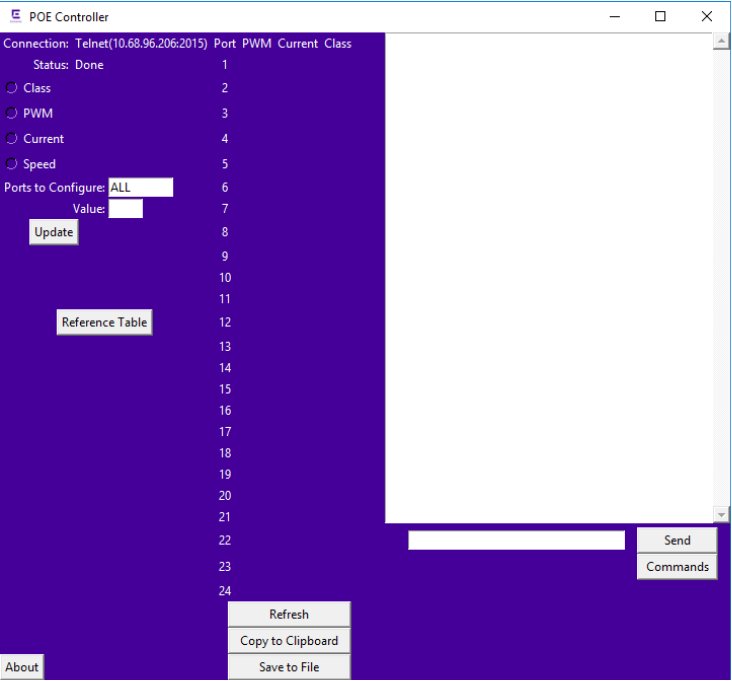 POE Controller
Connection: Telnet(10.68.96.206:2015) Port PWM Current Class
Status: Done 1
Class 2
PWM 3
Current 4
Speed 5
Ports to Configure: ALL 6
Value: 7
Update 8
9
10
11
Reference Table 12
13
14
15
16
17
18
19
20
21
22 Send
23 Commands
24
Refresh
Copy to Clipboard
About Save to File